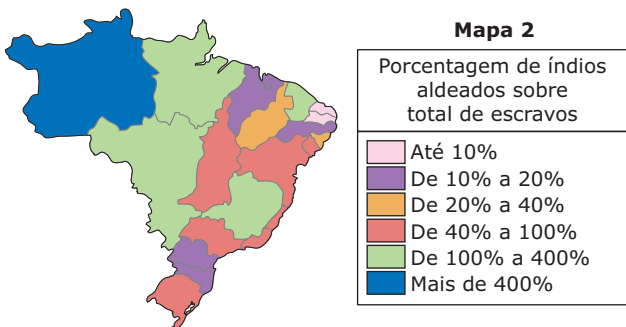 Mapa 2
Porcentagem de índios
aldeados sobre
total de escravos
Até 10%
De 10% a 20%
De 20% a 40%
De 40% a 100%
De 100% a 400%
Mais de 400%